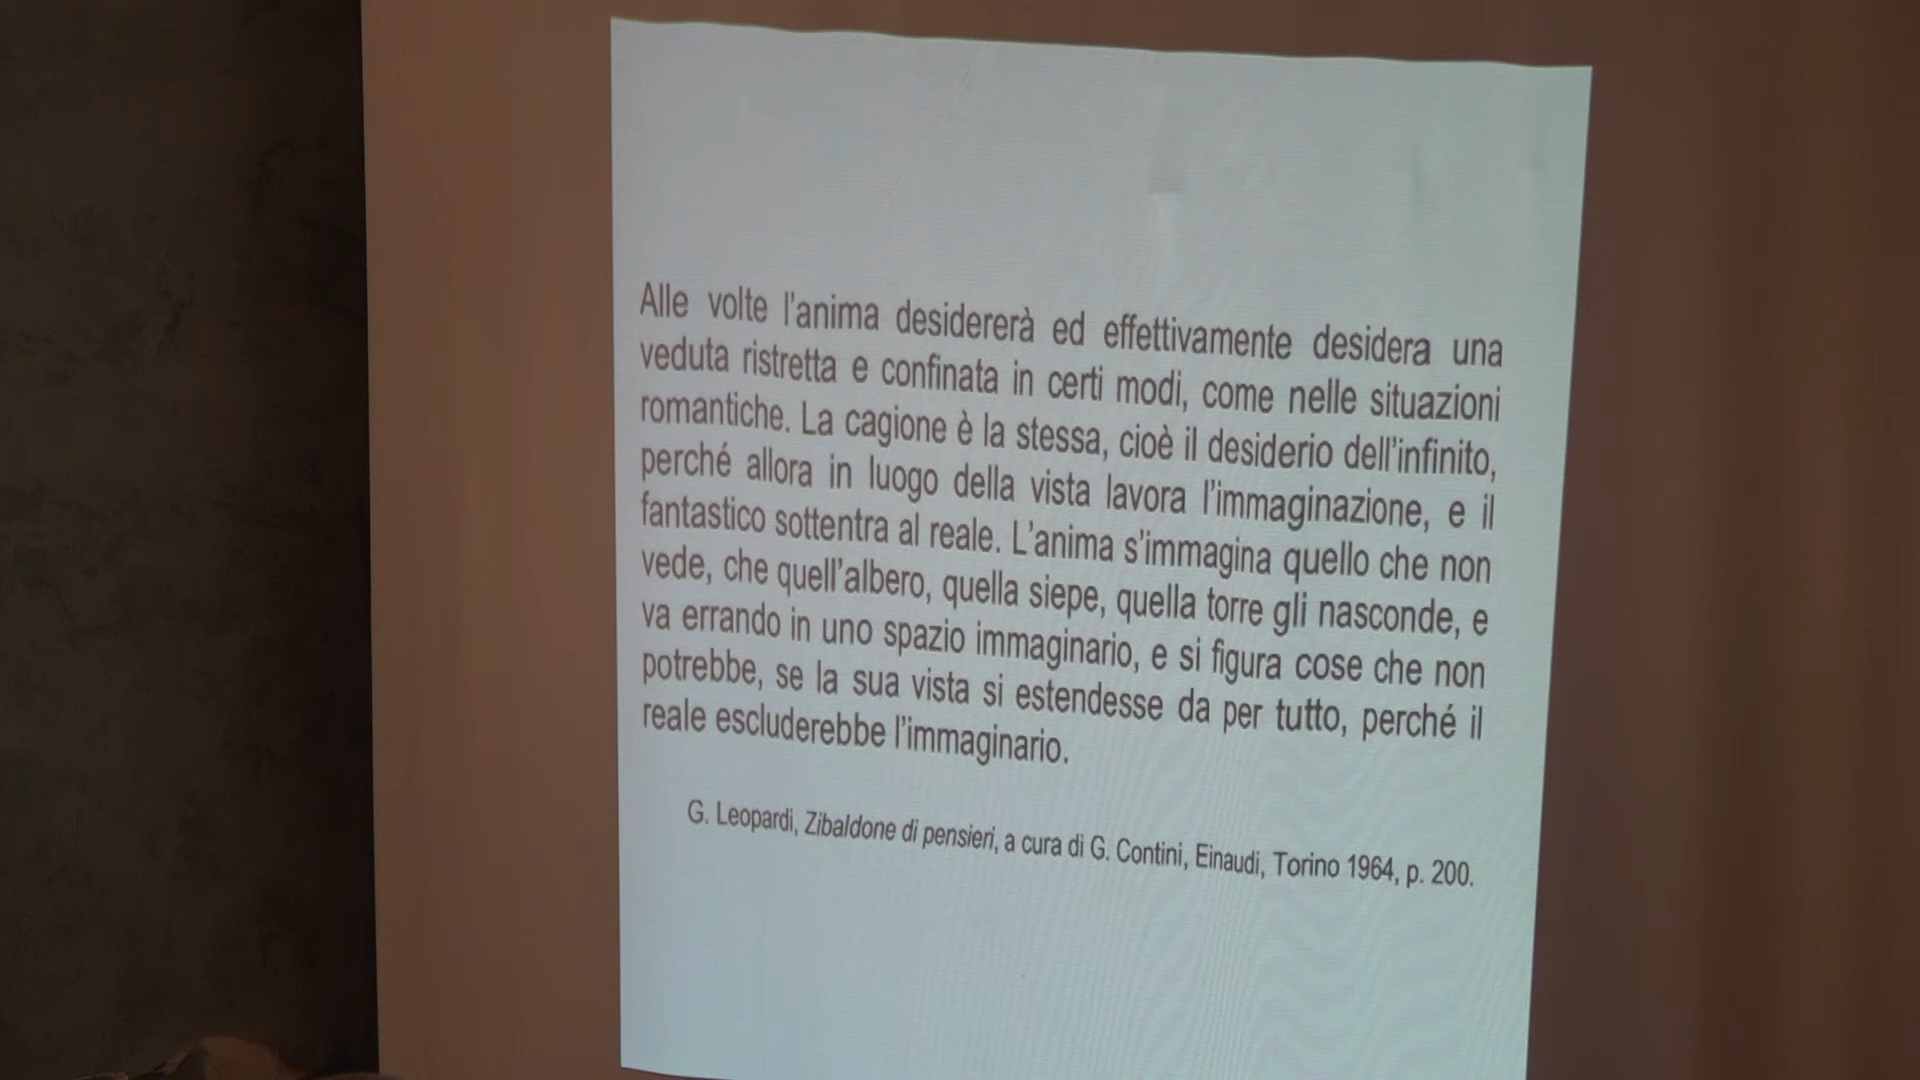 Alle volte l'anima desidererà ed effettivamente desidera una
veduta ristretta e confinata in certi modi, come nelle situazioni
romantiche. La cagione è la stessa, cioè il desiderio dell'infinito,
perché allora in luogo della vista lavora l'immaginazione, e il
fantastico sottentra al reale. L'anima s'immagina quello che non
vede, che quell'albero, quella siepe, quella torre gli nasconde, e
va errando in uno spazio immaginario, e si figura cose che non
potrebbe, se la sua vista si estendesse da per tutto, perché il
reale escluderebbe l'immaginario.
G. Leopardi, Zibaldone di pensieri, a cura di G. Contini, Einaudi, Torino 1964, p. 200.